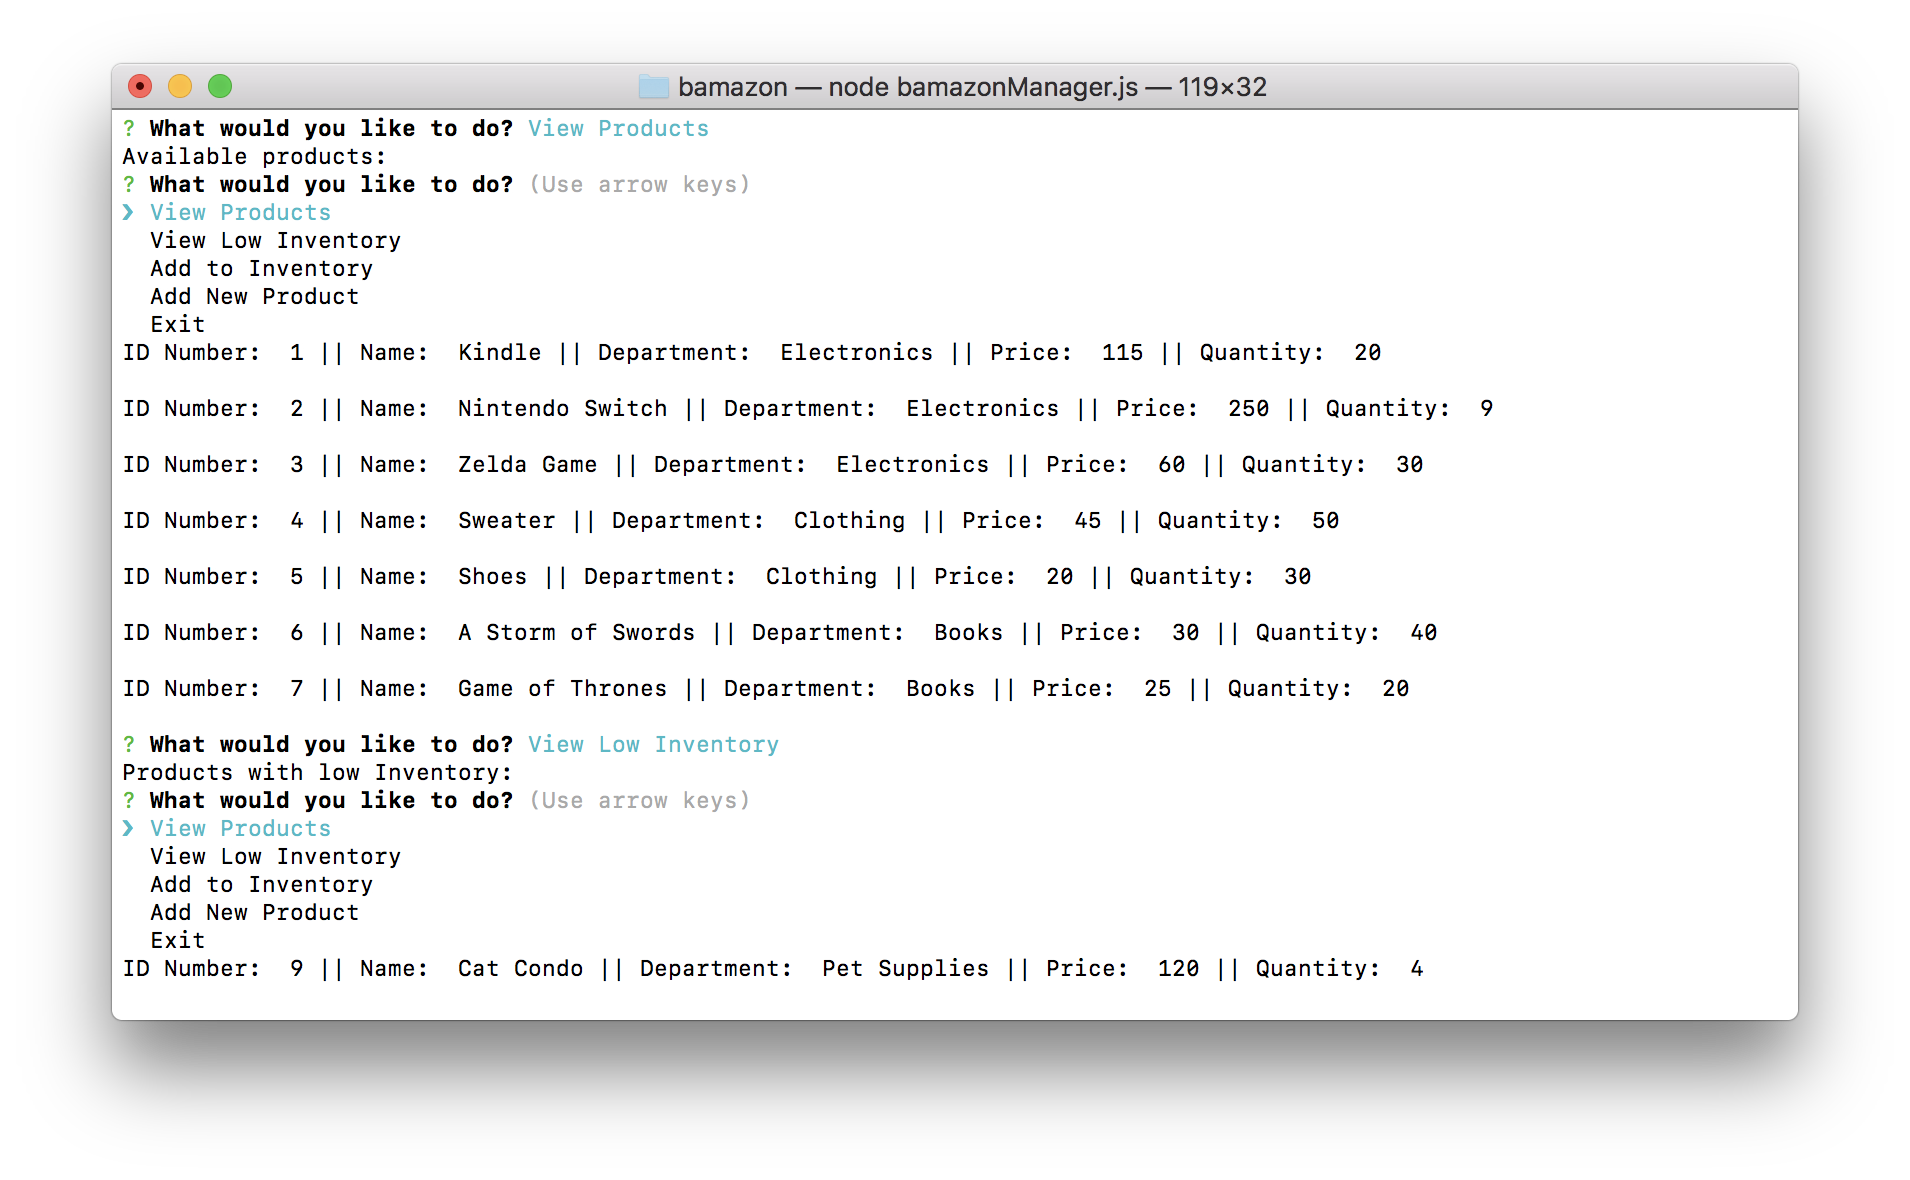 bamazon — node bamazonManager.js — 119×32
? What would you like to do? View Products
Available products:
? What would you like to do? (Use arrow keys)
❯ View Products
  View Low Inventory
  Add to Inventory
  Add New Product
  Exit
ID Number:  1 || Name:  Kindle || Department:  Electronics || Price:  115 || Quantity:  20
ID Number:  2 || Name:  Nintendo Switch || Department:  Electronics || Price:  250 || Quantity:  9
ID Number:  3 || Name:  Zelda Game || Department:  Electronics || Price:  60 || Quantity:  30
ID Number:  4 || Name:  Sweater || Department:  Clothing || Price:  45 || Quantity:  50
ID Number:  5 || Name:  Shoes || Department:  Clothing || Price:  20 || Quantity:  30
ID Number:  6 || Name:  A Storm of Swords || Department:  Books || Price:  30 || Quantity:  40
ID Number:  7 || Name:  Game of Thrones || Department:  Books || Price:  25 || Quantity:  20
? What would you like to do? View Low Inventory
Products with low Inventory:
? What would you like to do? (Use arrow keys)
❯ View Products
  View Low Inventory
  Add to Inventory
  Add New Product
  Exit
ID Number:  9 || Name:  Cat Condo || Department:  Pet Supplies || Price:  120 || Quantity:  4